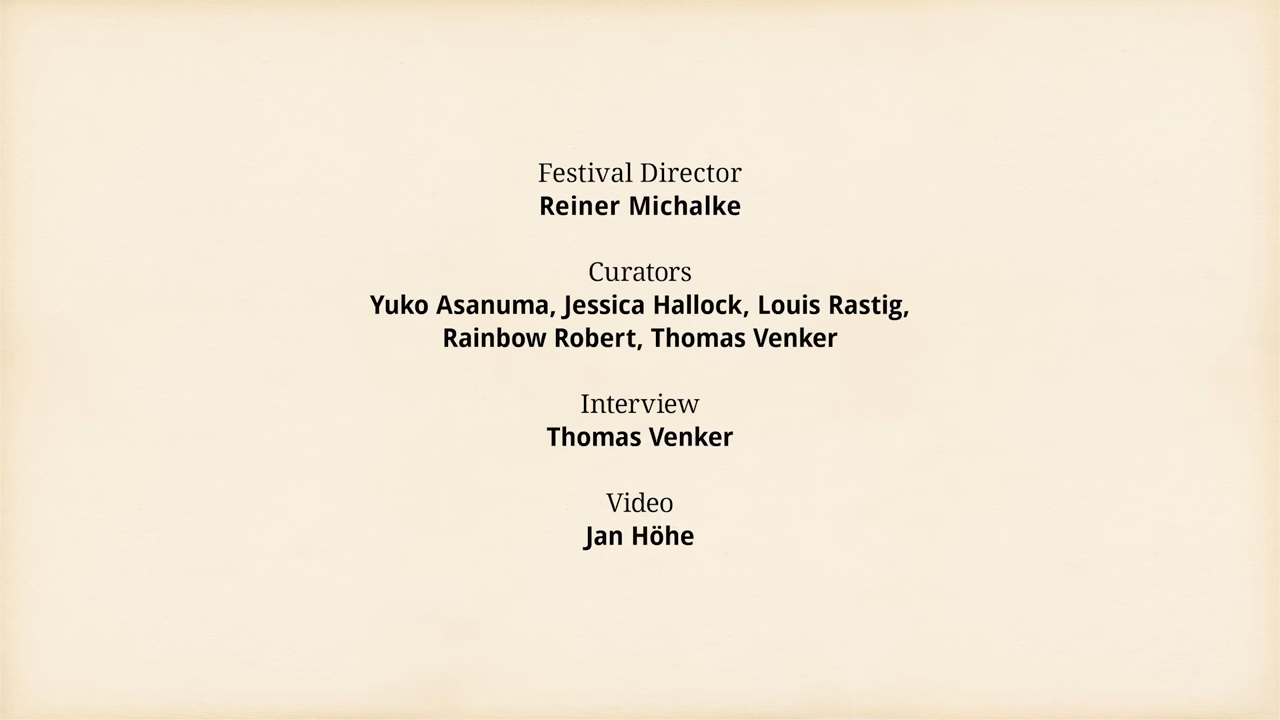 Festival Director
Reiner Michalke
Curators
Yuko Asanuma, Jessica Hallock, Louis Rastig,
Rainbow Robert, Thomas Venker
Interview
Thomas Venker
Video
Jan Höhe